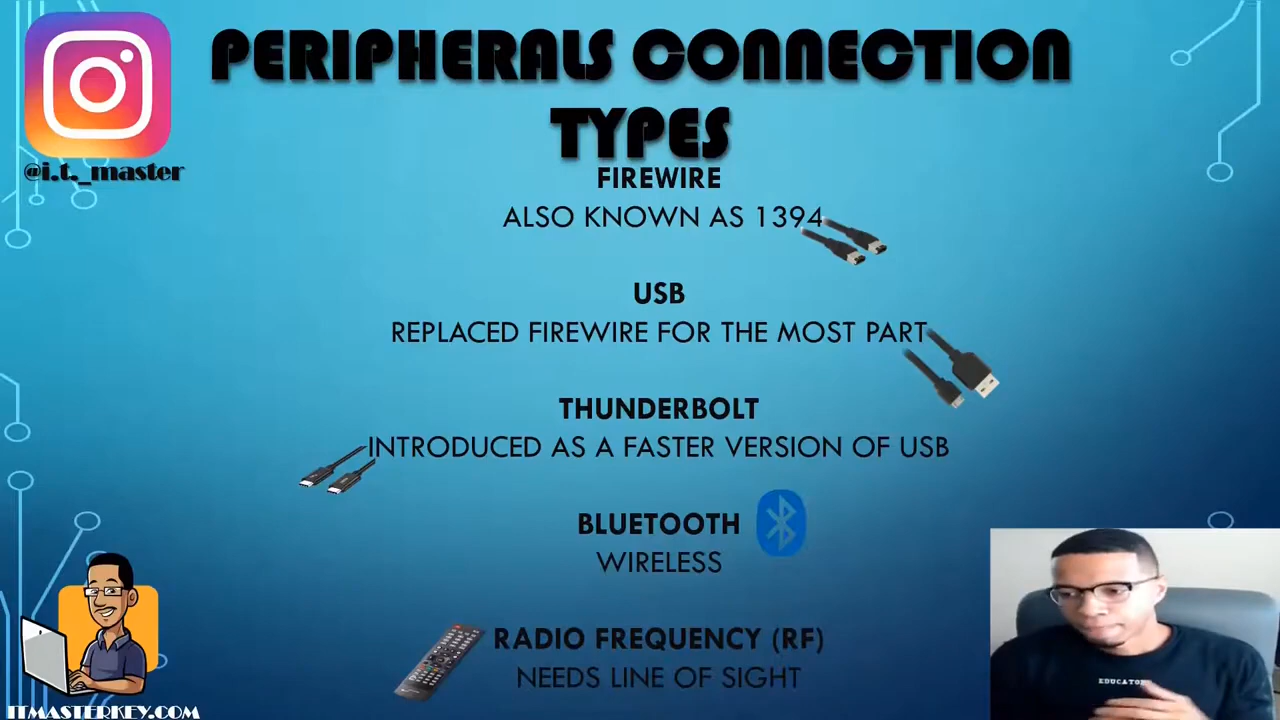 PERIPHERALS CONNECTION
TYPES
@i.t._master
FIREWIRE
ALSO KNOWN AS 1394
USB
REPLACED FIREWIRE FOR THE MOST PART
THUNDERBOLT
INTRODUCED AS A FASTER VERSION OF USB
BLUETOOTH
WIRELESS
RADIO FREQUENCY (RF)
NEEDS LINE OF SIGHT
EDUCATOR
ITMASTERKEY.COM